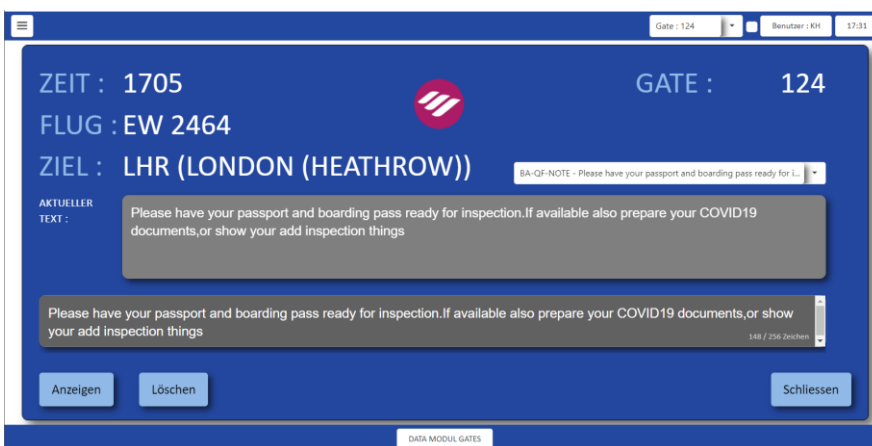 Gate : 124
Benutzer : KH
17:31
ZEIT : 1705
GATE : 124
FLUG : EW 2464
ZIEL : LHR (LONDON (HEATHROW))
BA-QF-NOTE - Please have your passport and boarding pass ready for i...
AKTUELLER
TEXT :
Please have your passport and boarding pass ready for inspection.If available also prepare your COVID19
documents,or show your add inspection things
Please have your passport and boarding pass ready for inspection.If available also prepare your COVID19 documents,or show
your add inspection things
148 / 256 Zeichen
Anzeigen
Löschen
Schliessen
DATA MODUL GATES